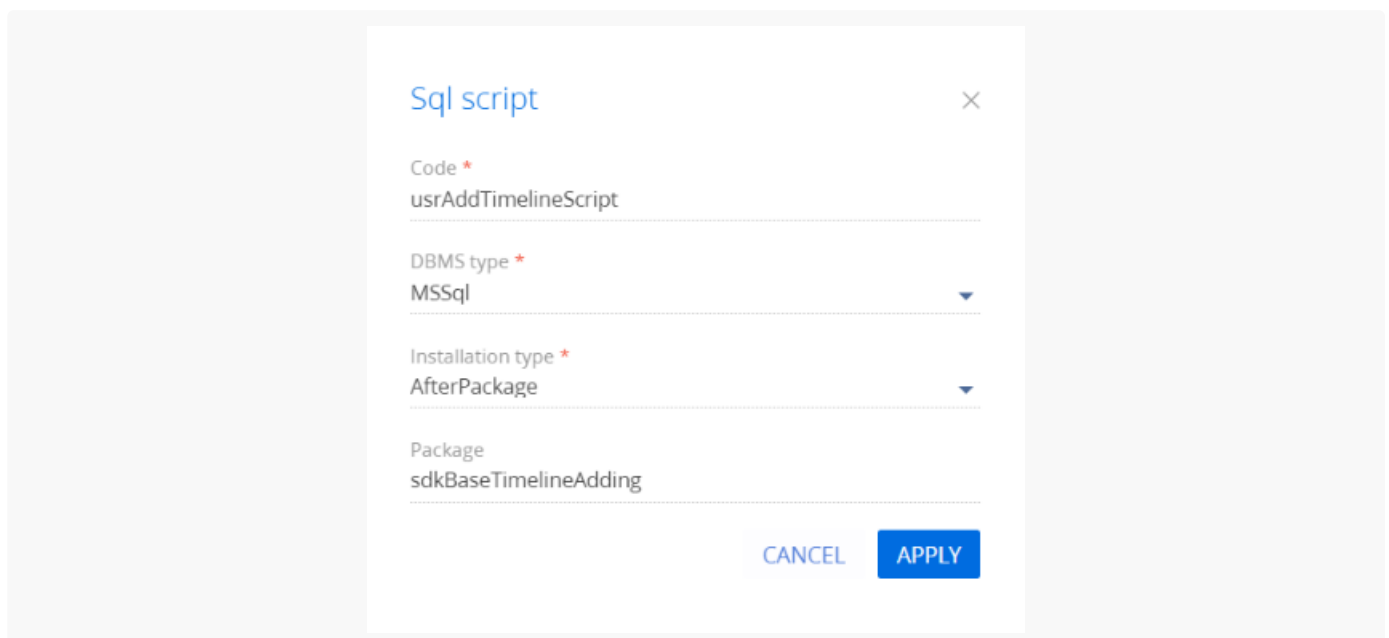 Sql script
Code *
usrAddTimelineScript
DBMS type *
MSSql
Installation type *
AfterPackage
Package
sdkBaseTimelineAdding
CANCEL APPLY